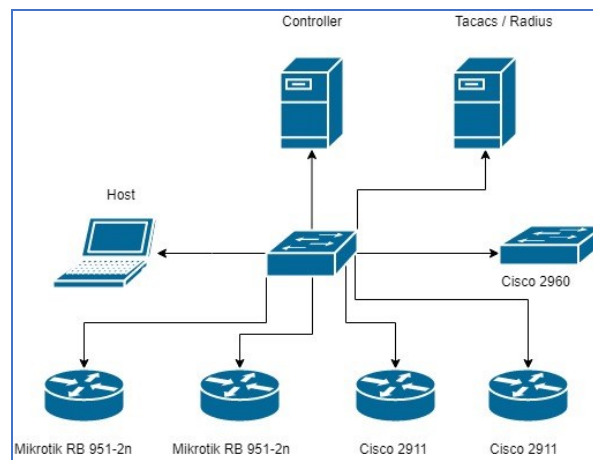 Controller
Tacacs / Radius
Host
Cisco 2960
Mikrotik RB 951-2n
Mikrotik RB 951-2n
Cisco 2911
Cisco 2911